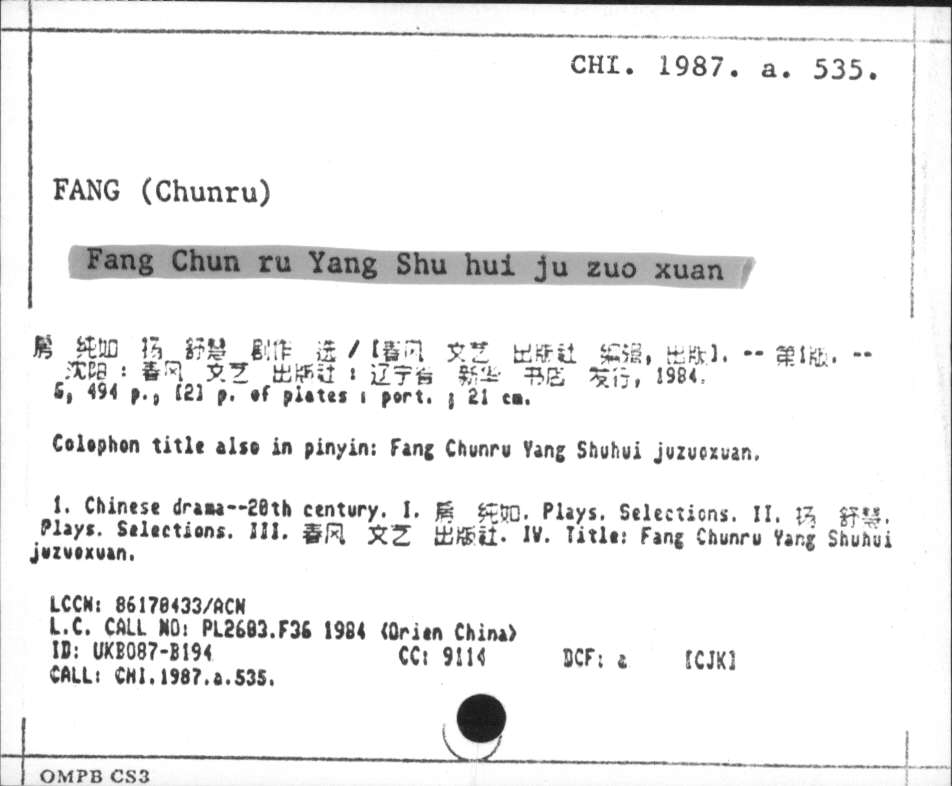 CHI. 1987. a. 535.
FANG (Chunru)
Fang Chun ru Yang Shu hui ju zuo xuan
房 纯如 扬 舒慧 剧作 选 / [春风 文艺 出版社 编辑, 出版]. -- 第1版. --
沈阳 : 春风 文艺 出版社 : 辽宁省 新华 书店 发行, 1984.
6, 494 p., [2] p. of plates : port. ; 21 cm.
Colophon title also in pinyin: Fang Chunru Yang Shuhui juzuoxuan.
1. Chinese drama--20th century. I. 房 纯如. Plays. Selections. II. 扬 舒慧.
Plays. Selections. III. 春风 文艺 出版社. IV. Title: Fang Chunru Yang Shuhui
juzuoxuan.
LCCN: 86178433/ACN
L.C. CALL NO: PL2683.F36 1984 <Orien China>
ID: UKB087-B194 CC: 9114 DCF: a [CJK]
CALL: CHI.1987.a.535.
OMPB CS3